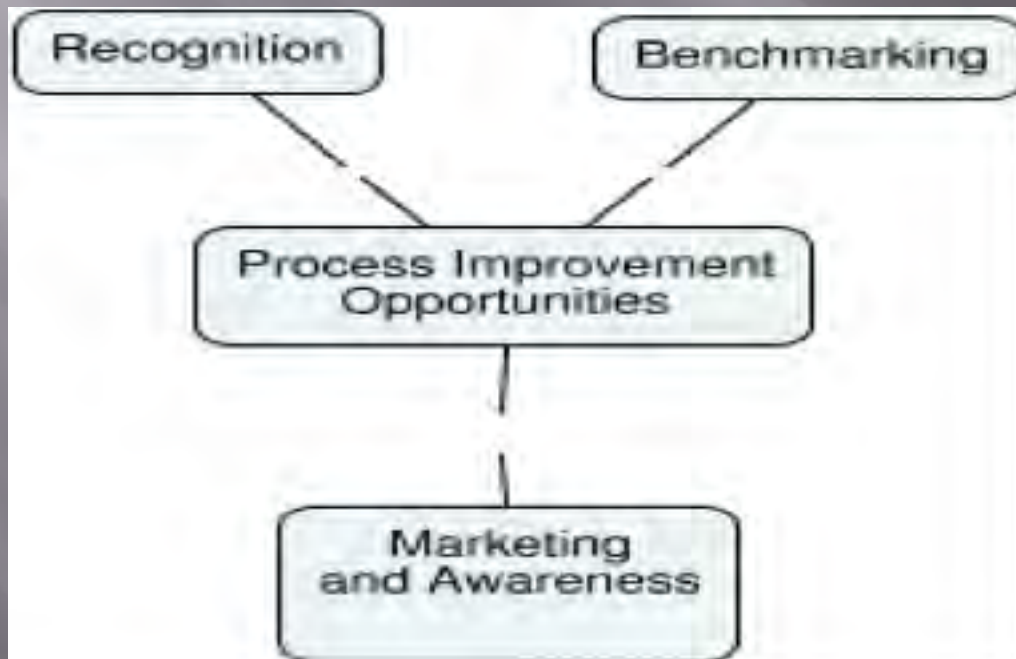 Recognition
Benchmarking
Process Improvement
Opportunities
Marketing
and Awareness